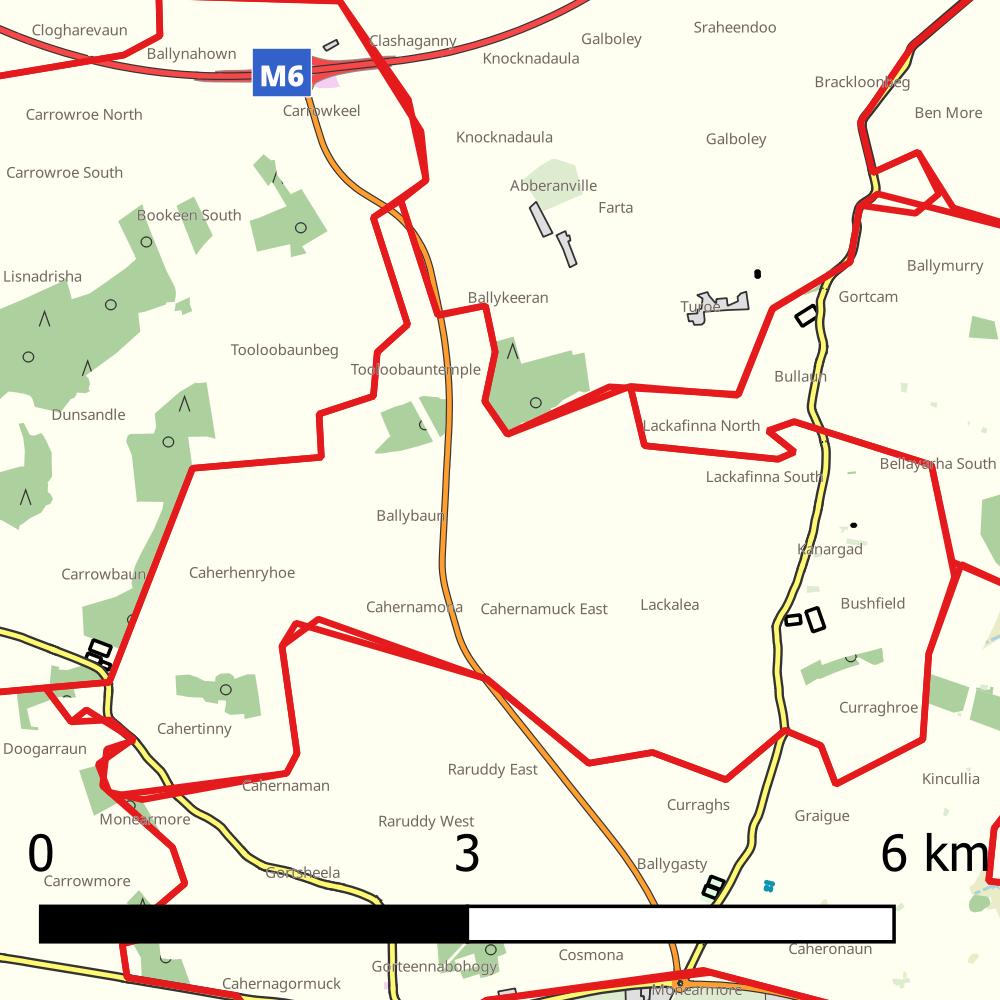 Clogharevaun
Ballynahown
Clashaganny
Galboley
Sraheendoo
Knocknadaula
M6
Brackloonbeg
Carrowroe North
Carrowkeel
Ben More
Knocknadaula
Galboley
Carrowroe South
Abberanville
Bookeen South
Farta
Lisnadrisha
Ballymurry
Ballykeeran
Turoe
Gortcam
Tooloobaunbeg
Tooloobauntemple
Bullaun
Dunsandle
Lackafinna North
Bellayarha South
Lackafinna South
Ballybaun
Kanargad
Carrowbaun
Caherhenryhoe
Cahernamona
Cahernamuck East
Lackalea
Bushfield
Curraghroe
Cahertinny
Doogarraun
Raruddy East
Kincullia
Cahernaman
Curraghs
Monearmore
Raruddy West
Graigue
0 3 6 km
Ballygasty
Gortsheela
Carrowmore
Caheronaun
Cosmona
Gorteennabohogy
Cahernagormuck
Monearmore